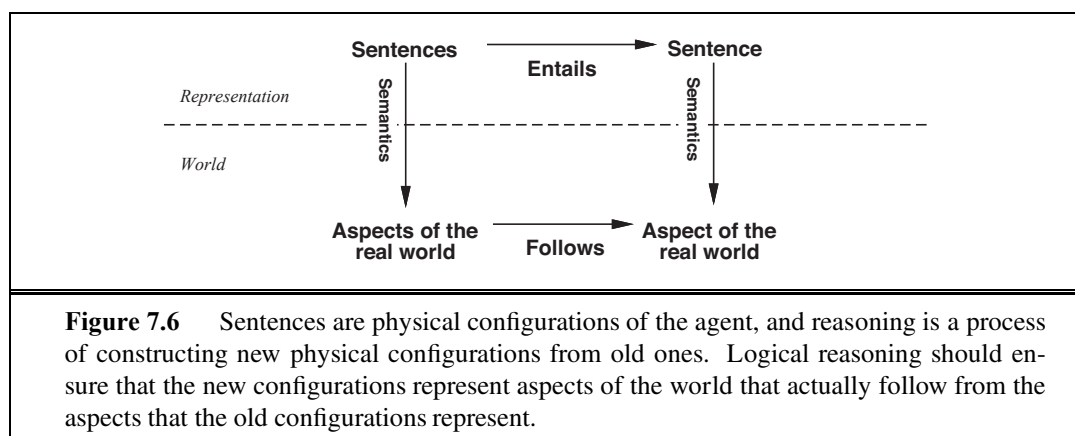 Sentences Sentence
Entails
Semantics Semantics
Representation
World
Aspects of the Aspect of the
real world real world
Follows
Figure 7.6 Sentences are physical configurations of the agent, and reasoning is a process
of constructing new physical configurations from old ones. Logical reasoning should en-
sure that the new configurations represent aspects of the world that actually follow from the
aspects that the old configurations represent.